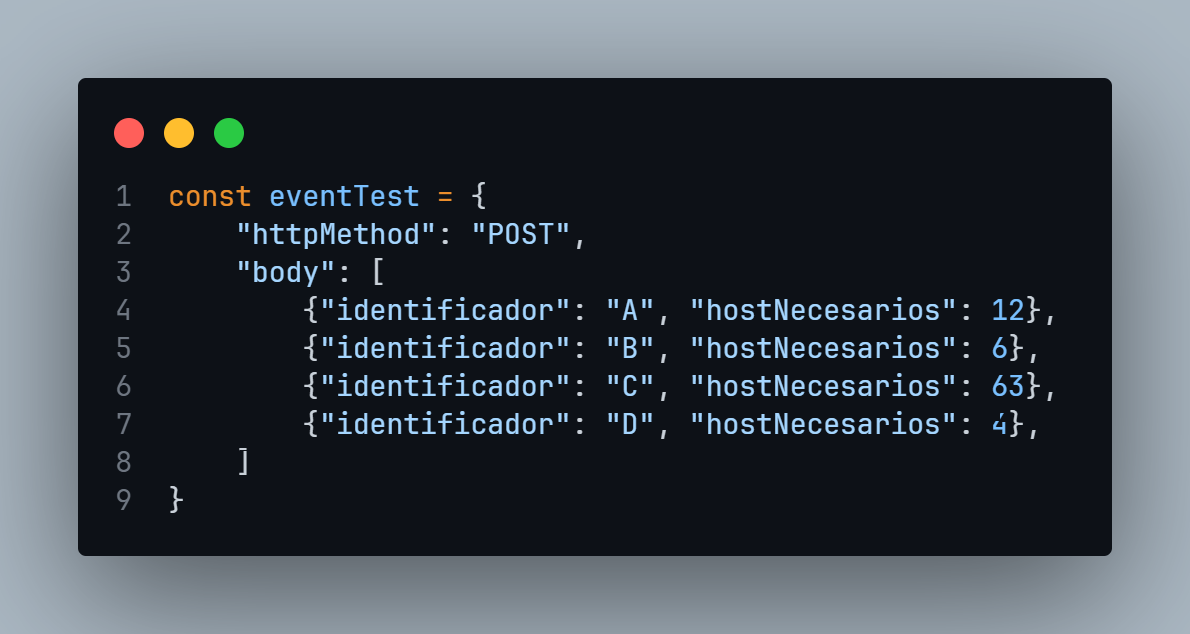 1 const eventTest = {
2     "httpMethod": "POST",
3     "body": [
4         {"identificador": "A", "hostNecesarios": 12},
5         {"identificador": "B", "hostNecesarios": 6},
6         {"identificador": "C", "hostNecesarios": 63},
7         {"identificador": "D", "hostNecesarios": 4},
8     ]
9 }